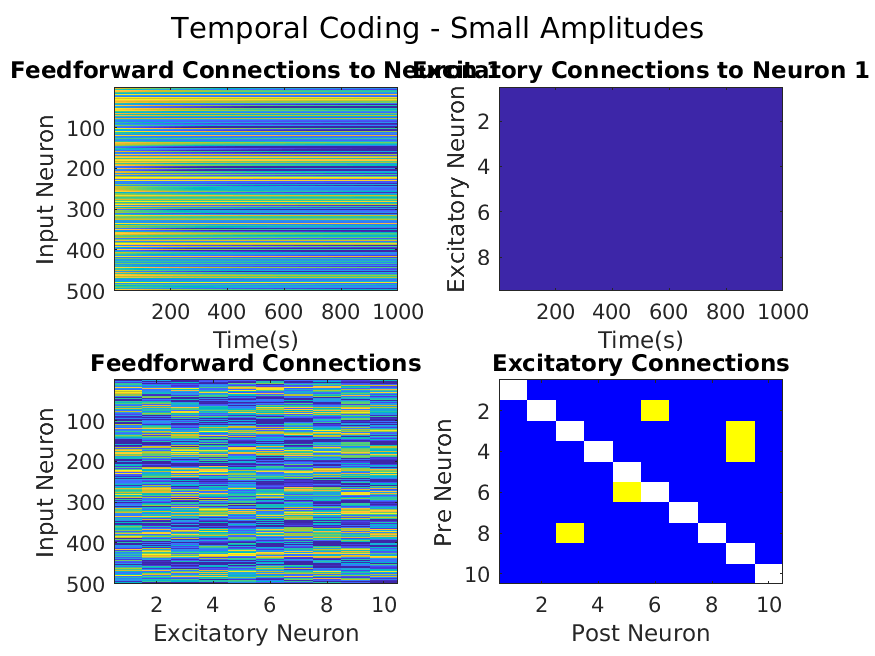 Temporal Coding - Small Amplitudes
Feedforward Connections to Neuron 1
Excitatory Connections to Neuron 1
Input Neuron
100
200
300
400
500
200 400 600 800 1000
Time(s)
Excitatory Neuron
2
4
6
8
200 400 600 800 1000
Time(s)
Feedforward Connections
Input Neuron
100
200
300
400
500
2 4 6 8 10
Excitatory Neuron
Excitatory Connections
Pre Neuron
2
4
6
8
10
2 4 6 8 10
Post Neuron